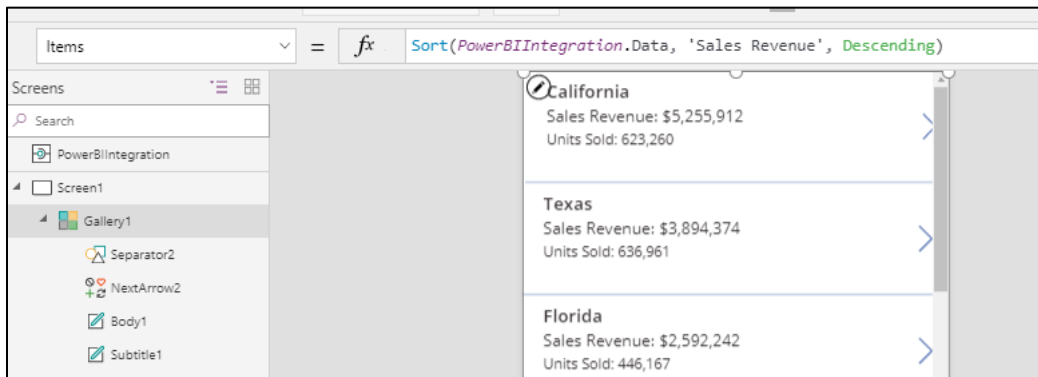 Items = fx Sort(PowerBIIntegration.Data, 'Sales Revenue', Descending)
Screens
Search
PowerBIIntegration
Screen1
Gallery1
Separator2
NextArrow2
Body1
Subtitle1
California
Sales Revenue: $5,255,912
Units Sold: 623,260
Texas
Sales Revenue: $3,894,374
Units Sold: 636,961
Florida
Sales Revenue: $2,592,242
Units Sold: 446,167